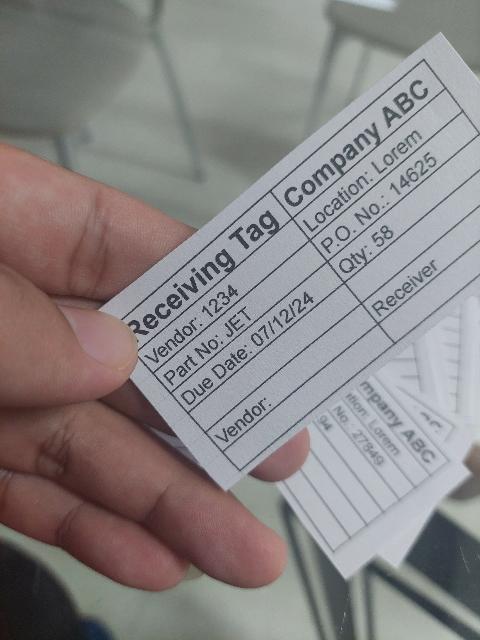 Receiving Tag Company ABC
Vendor: 1234 Location: Lorem
Part No: JET P.O. No.: 14625
Due Date: 07/12/24 Qty: 58
Vendor: Receiver
mpany ABC
tion: Lorem
No.: 27849
94